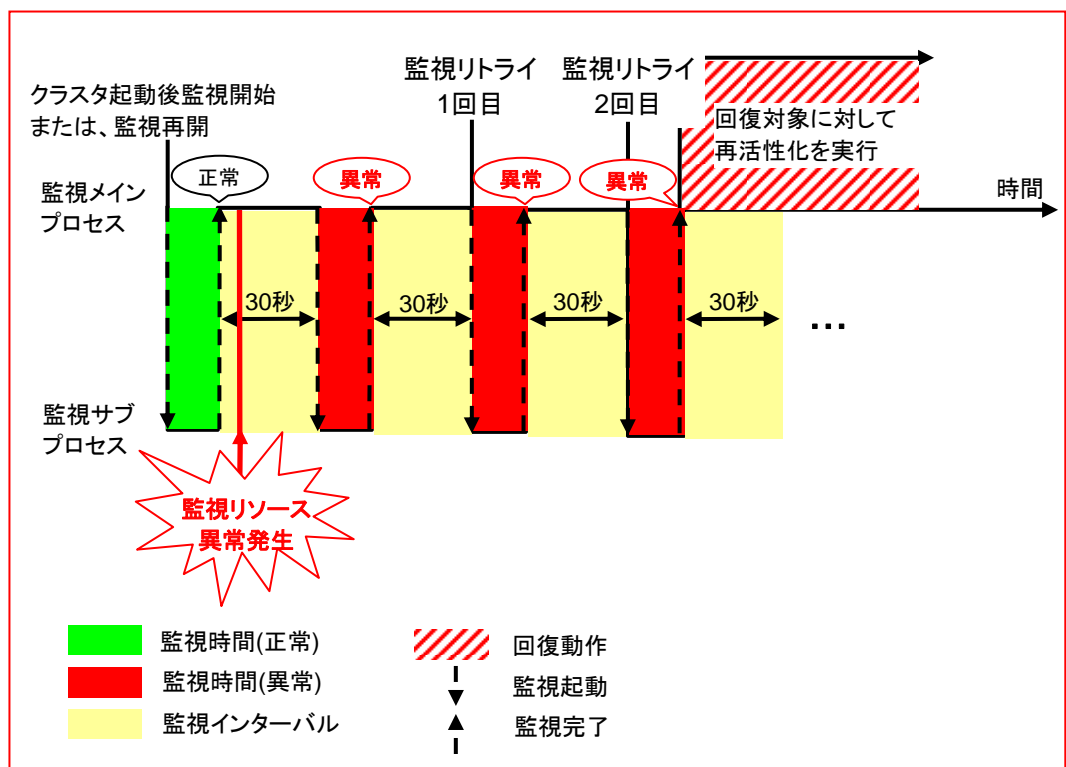 監視リトライ
1回目
監視リトライ
2回目
クラスタ起動後監視開始
または、監視再開
回復対象に対して
再活性化を実行
正常
異常
異常
異常
監視メイン
プロセス
時間
30秒
30秒
30秒
30秒
…
監視サブ
プロセス
監視リソース
異常発生
監視時間(正常)
監視時間(異常)
監視インターバル
回復動作
監視起動
監視完了